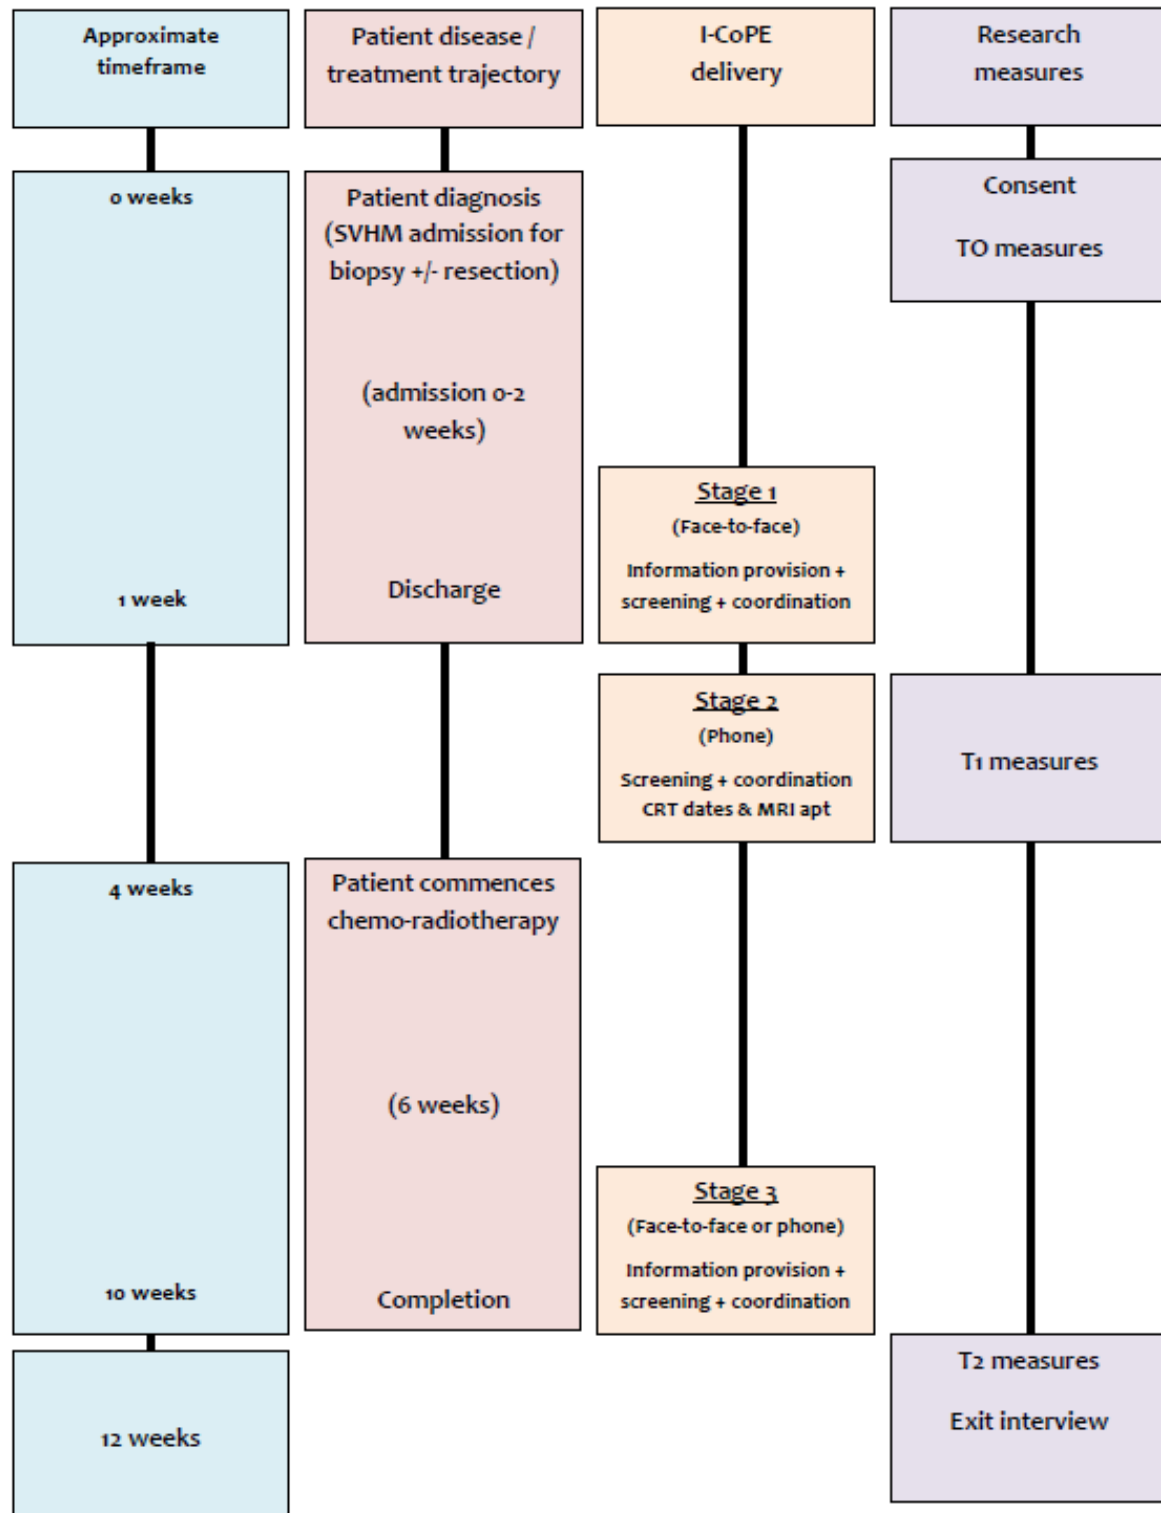 Approximate
timeframe
0 weeks
1 week
4 weeks
10 weeks
12 weeks
Patient disease /
treatment trajectory
Patient diagnosis
(SVHM admission for
biopsy +/- resection)
(admission 0-2
weeks)
Discharge
Patient commences
chemo-radiotherapy
(6 weeks)
Completion
I-CoPE
delivery
Stage 1
(Face-to-face)
Information provision +
screening + coordination
Stage 2
(Phone)
Screening + coordination
CRT dates & MRI apt
Stage 3
(Face-to-face or phone)
Information provision +
screening + coordination
Research
measures
Consent
TO measures
T1 measures
T2 measures
Exit interview